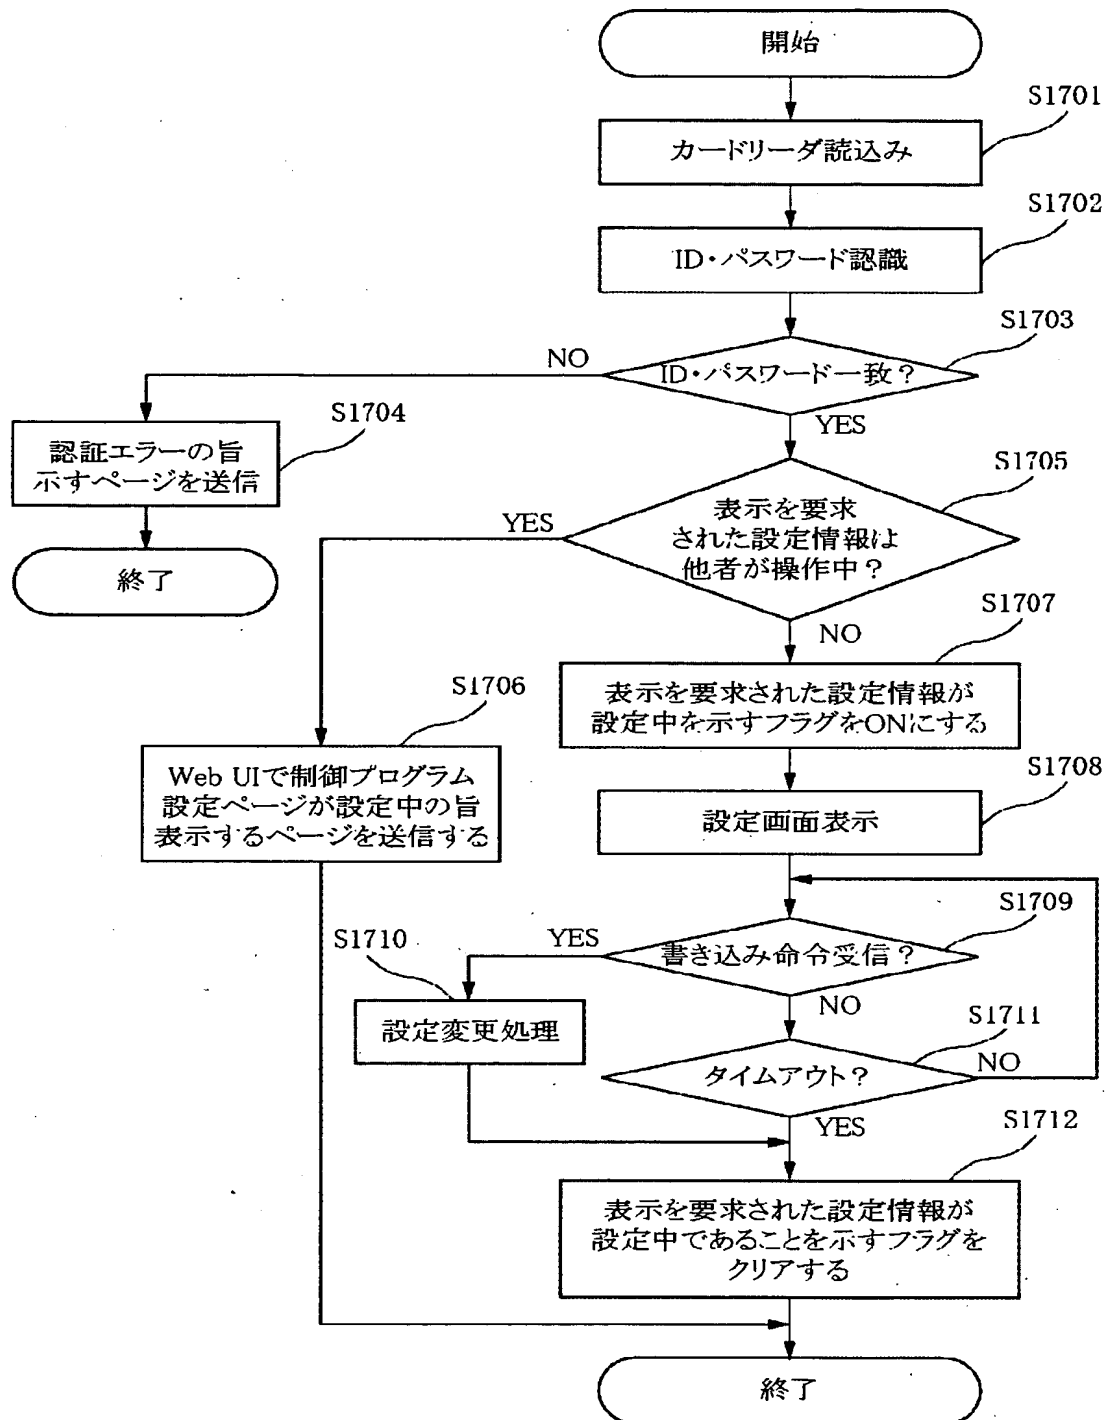 開始
S1701
カードリーダ読込み
S1702
ID・パスワード認識
S1703
ID・パスワード一致？
NO
YES
S1704
認証エラーの旨
示すページを送信
終了
S1705
表示を要求
された設定情報は
他者が操作中？
YES
NO
S1706
Web UIで制御プログラム
設定ページが設定中の旨
表示するページを送信する
S1707
表示を要求された設定情報が
設定中を示すフラグをONにする
S1708
設定画面表示
S1709
書き込み命令受信？
YES
NO
S1710
設定変更処理
S1711
タイムアウト？
NO
YES
S1712
表示を要求された設定情報が
設定中であることを示すフラグを
クリアする
終了